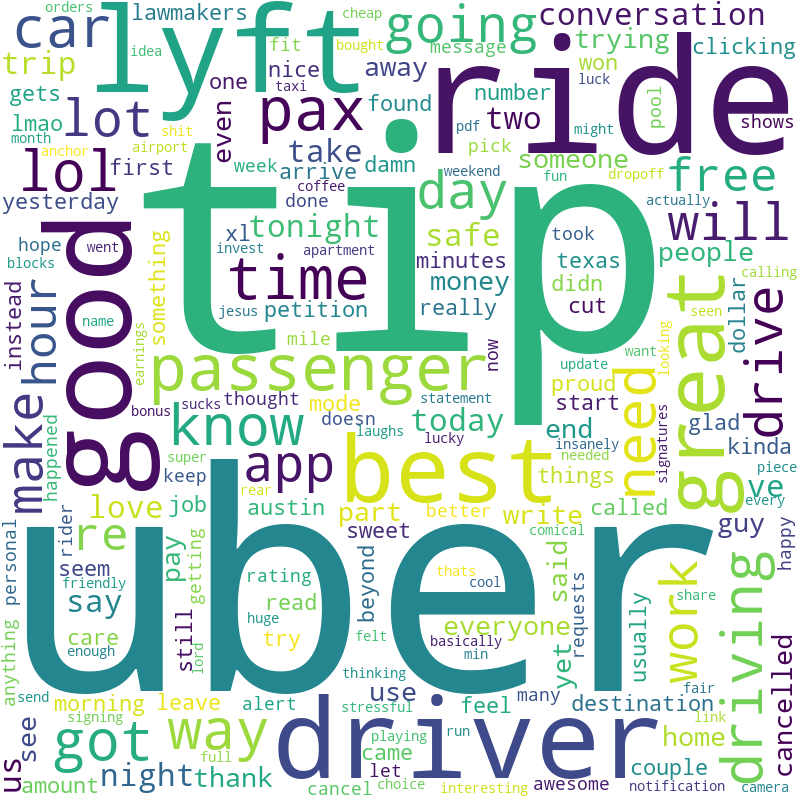 orders
cheap
lawmakers
idea
fit
bought
message
conversation
car
lyft
going
trying
clicking
trip
nice
away
won
luck
taxi
gets
lot
one
pax
found
number
ride
pool
shows
lmao
even
two
might
month
shit
airport
take
damn
pdf
pick
someone
anchor
lol
first
week
arrive
weekend
fun
dropoff
free
actually
yesterday
coffee
done
tip
day
hope
went
something
tonight
xl
safe
took
will
blocks
invest
apartment
minutes
texas
people
calling
good
time
money
didn
instead
hour
name
jesus
petition
really
cut
dollar
drive
seen
earnings
mile
now
update
want
looking
passenger
great
proud
make
bonus
sucks
thought
mode
doesn
statement
start
need
signatures
know
laughs
lucky
today
end
insanely
glad
happened
super
app
best
needed
kinda
keep
things
piece
re
love
rear
job
austin
part
better
write
called
ve
every
sweet
comical
guy
personal
rider
seem
pay
getting
rating
beyond
thats
said
happy
uber
friendly
cool
requests
share
say
huge
read
felt
try
everyone
yet
usually
work
driving
enough
still
lord
basically
min
fair
anything
care
thinking
cancelled
send
morning
leave
alert
stressful
use
feel
many
destination
link
signing
playing
driver
us
see
got
way
full
came
run
home
let
couple
amount
night
thank
cancel
choice
interesting
awesome
notification
camera